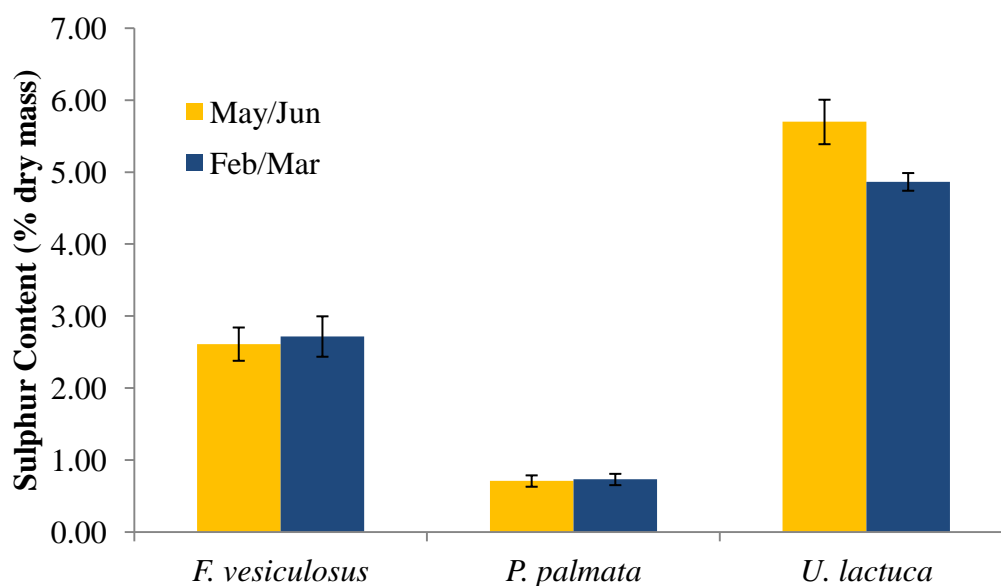 7.00
6.00
5.00
4.00
3.00
2.00
1.00
0.00
Sulphur Content (% dry mass)
May/Jun
Feb/Mar
F. vesiculosus
P. palmata
U. lactuca